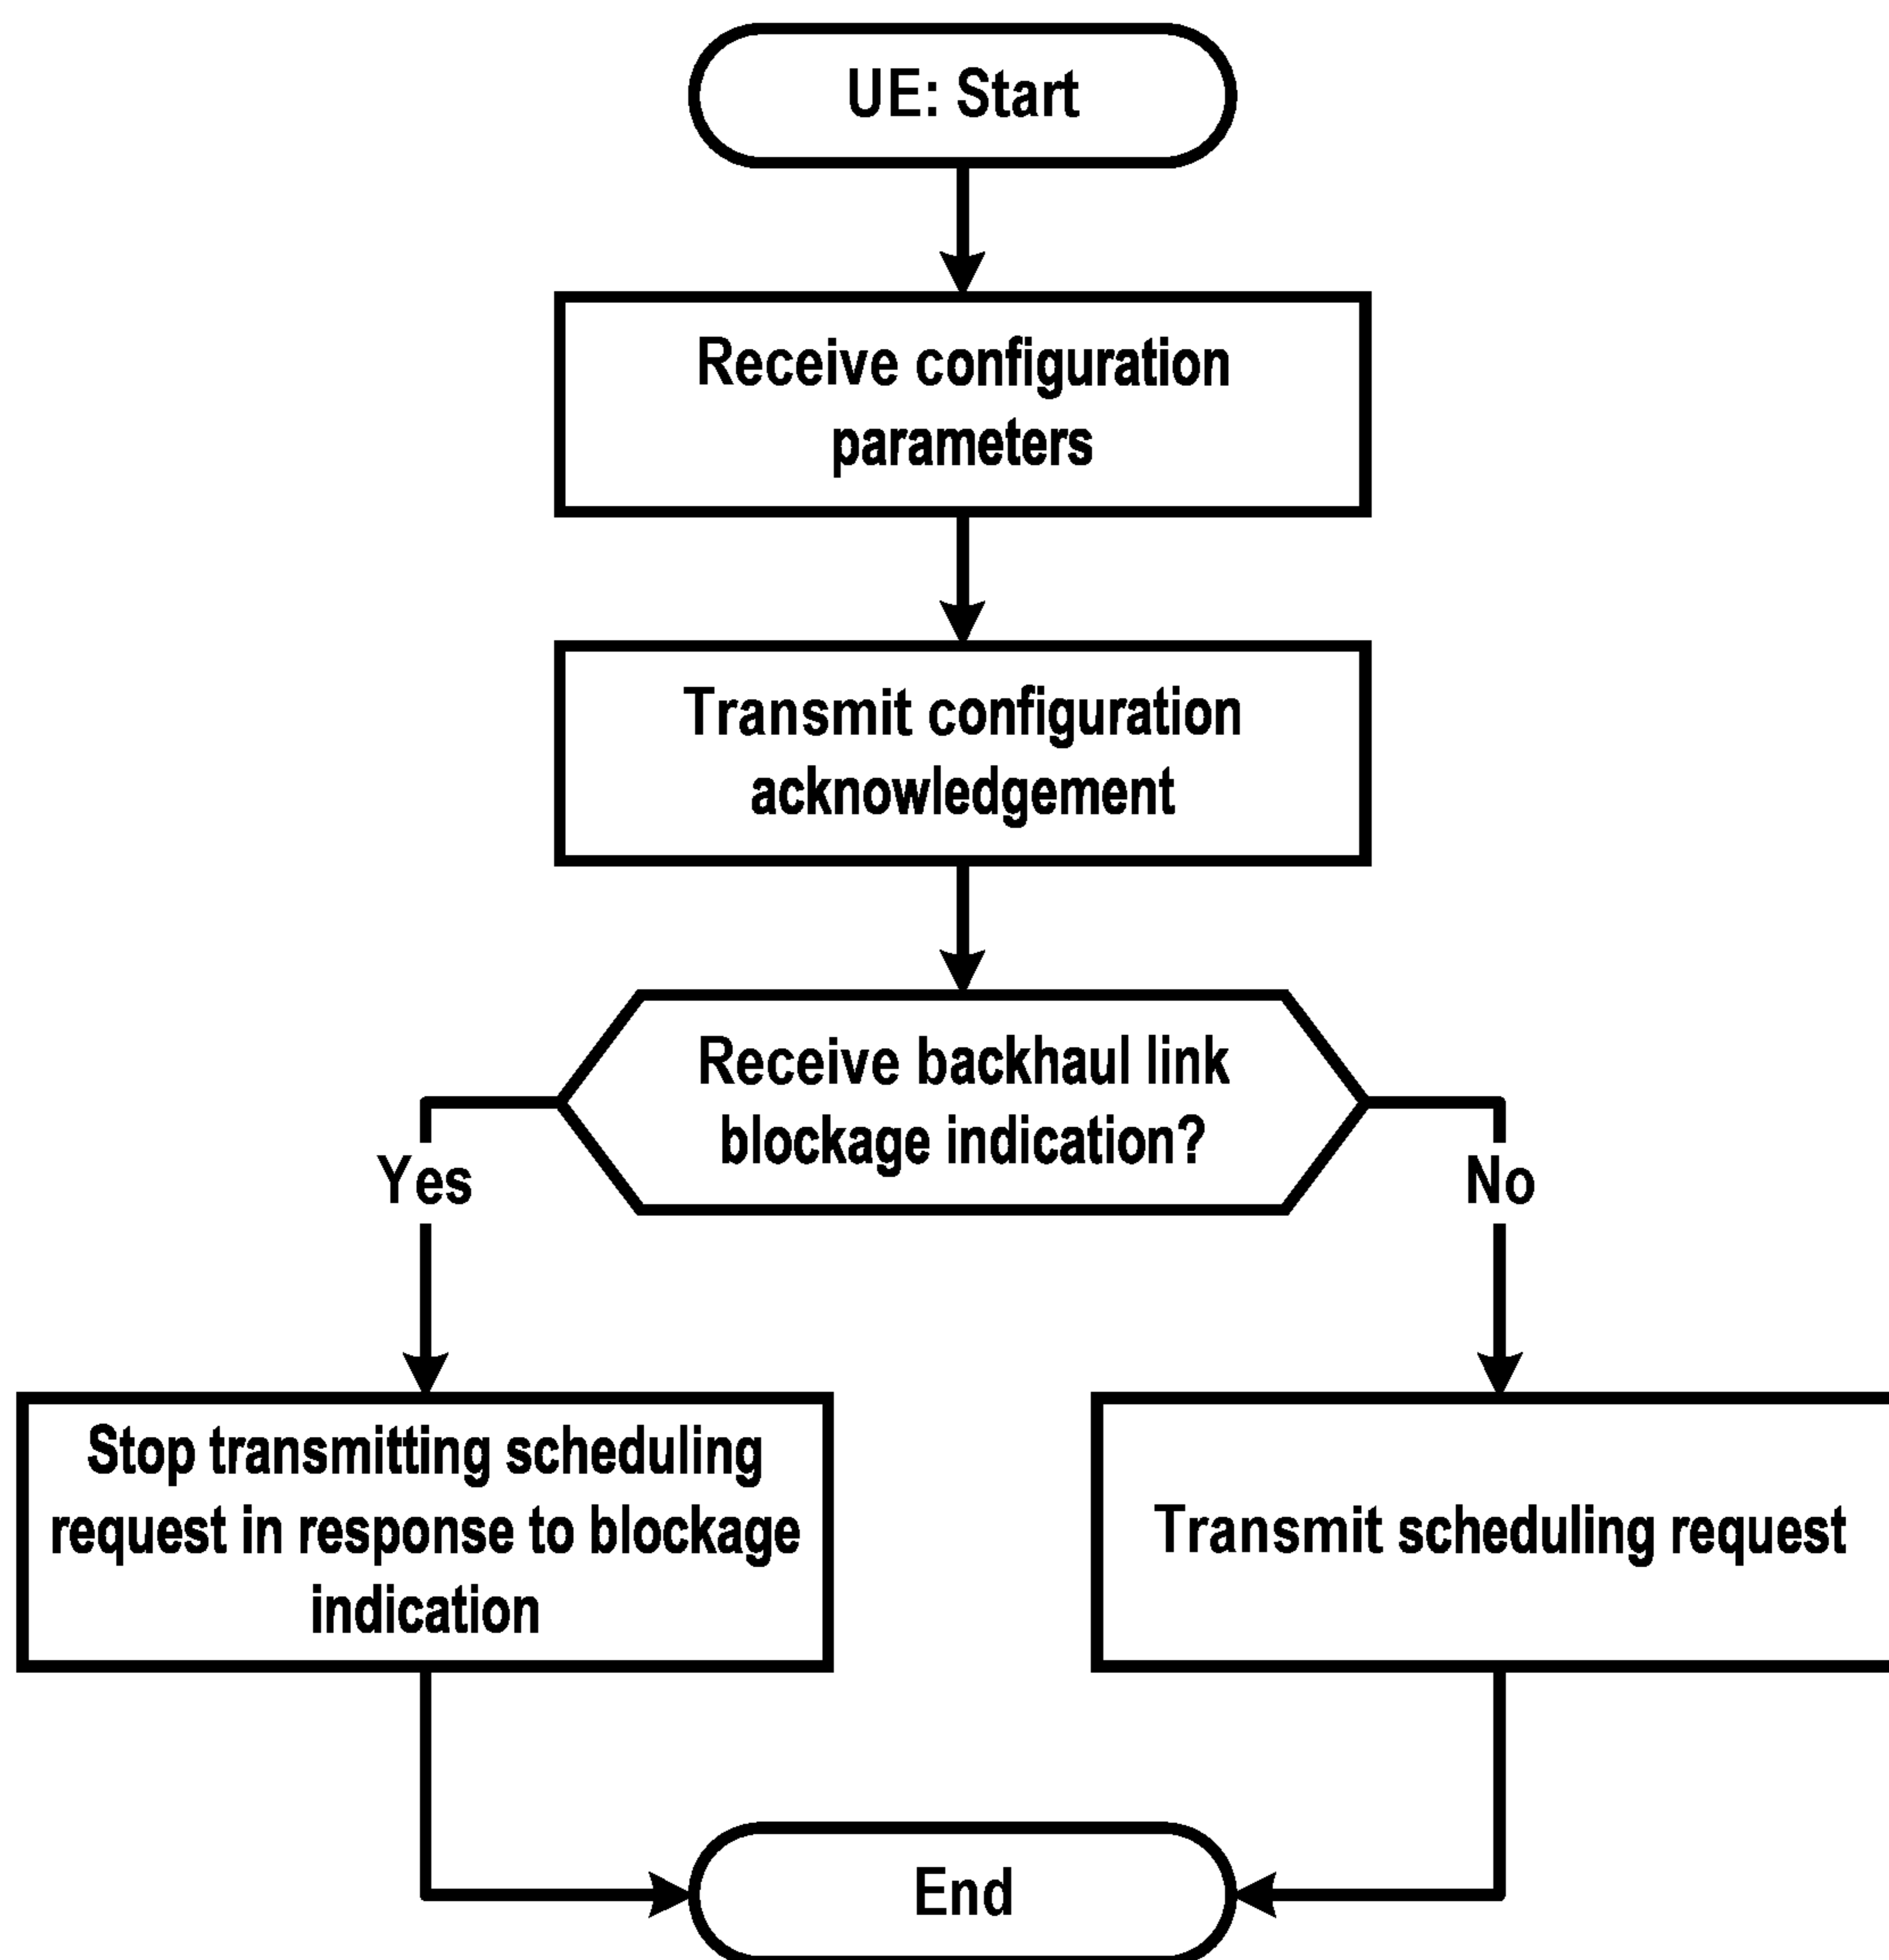 UE: Start
Receive configuration
parameters
Transmit configuration
acknowledgement
Receive backhaul link
blockage indication?
Yes
No
Stop transmitting scheduling
request in response to blockage
indication
Transmit scheduling request
End